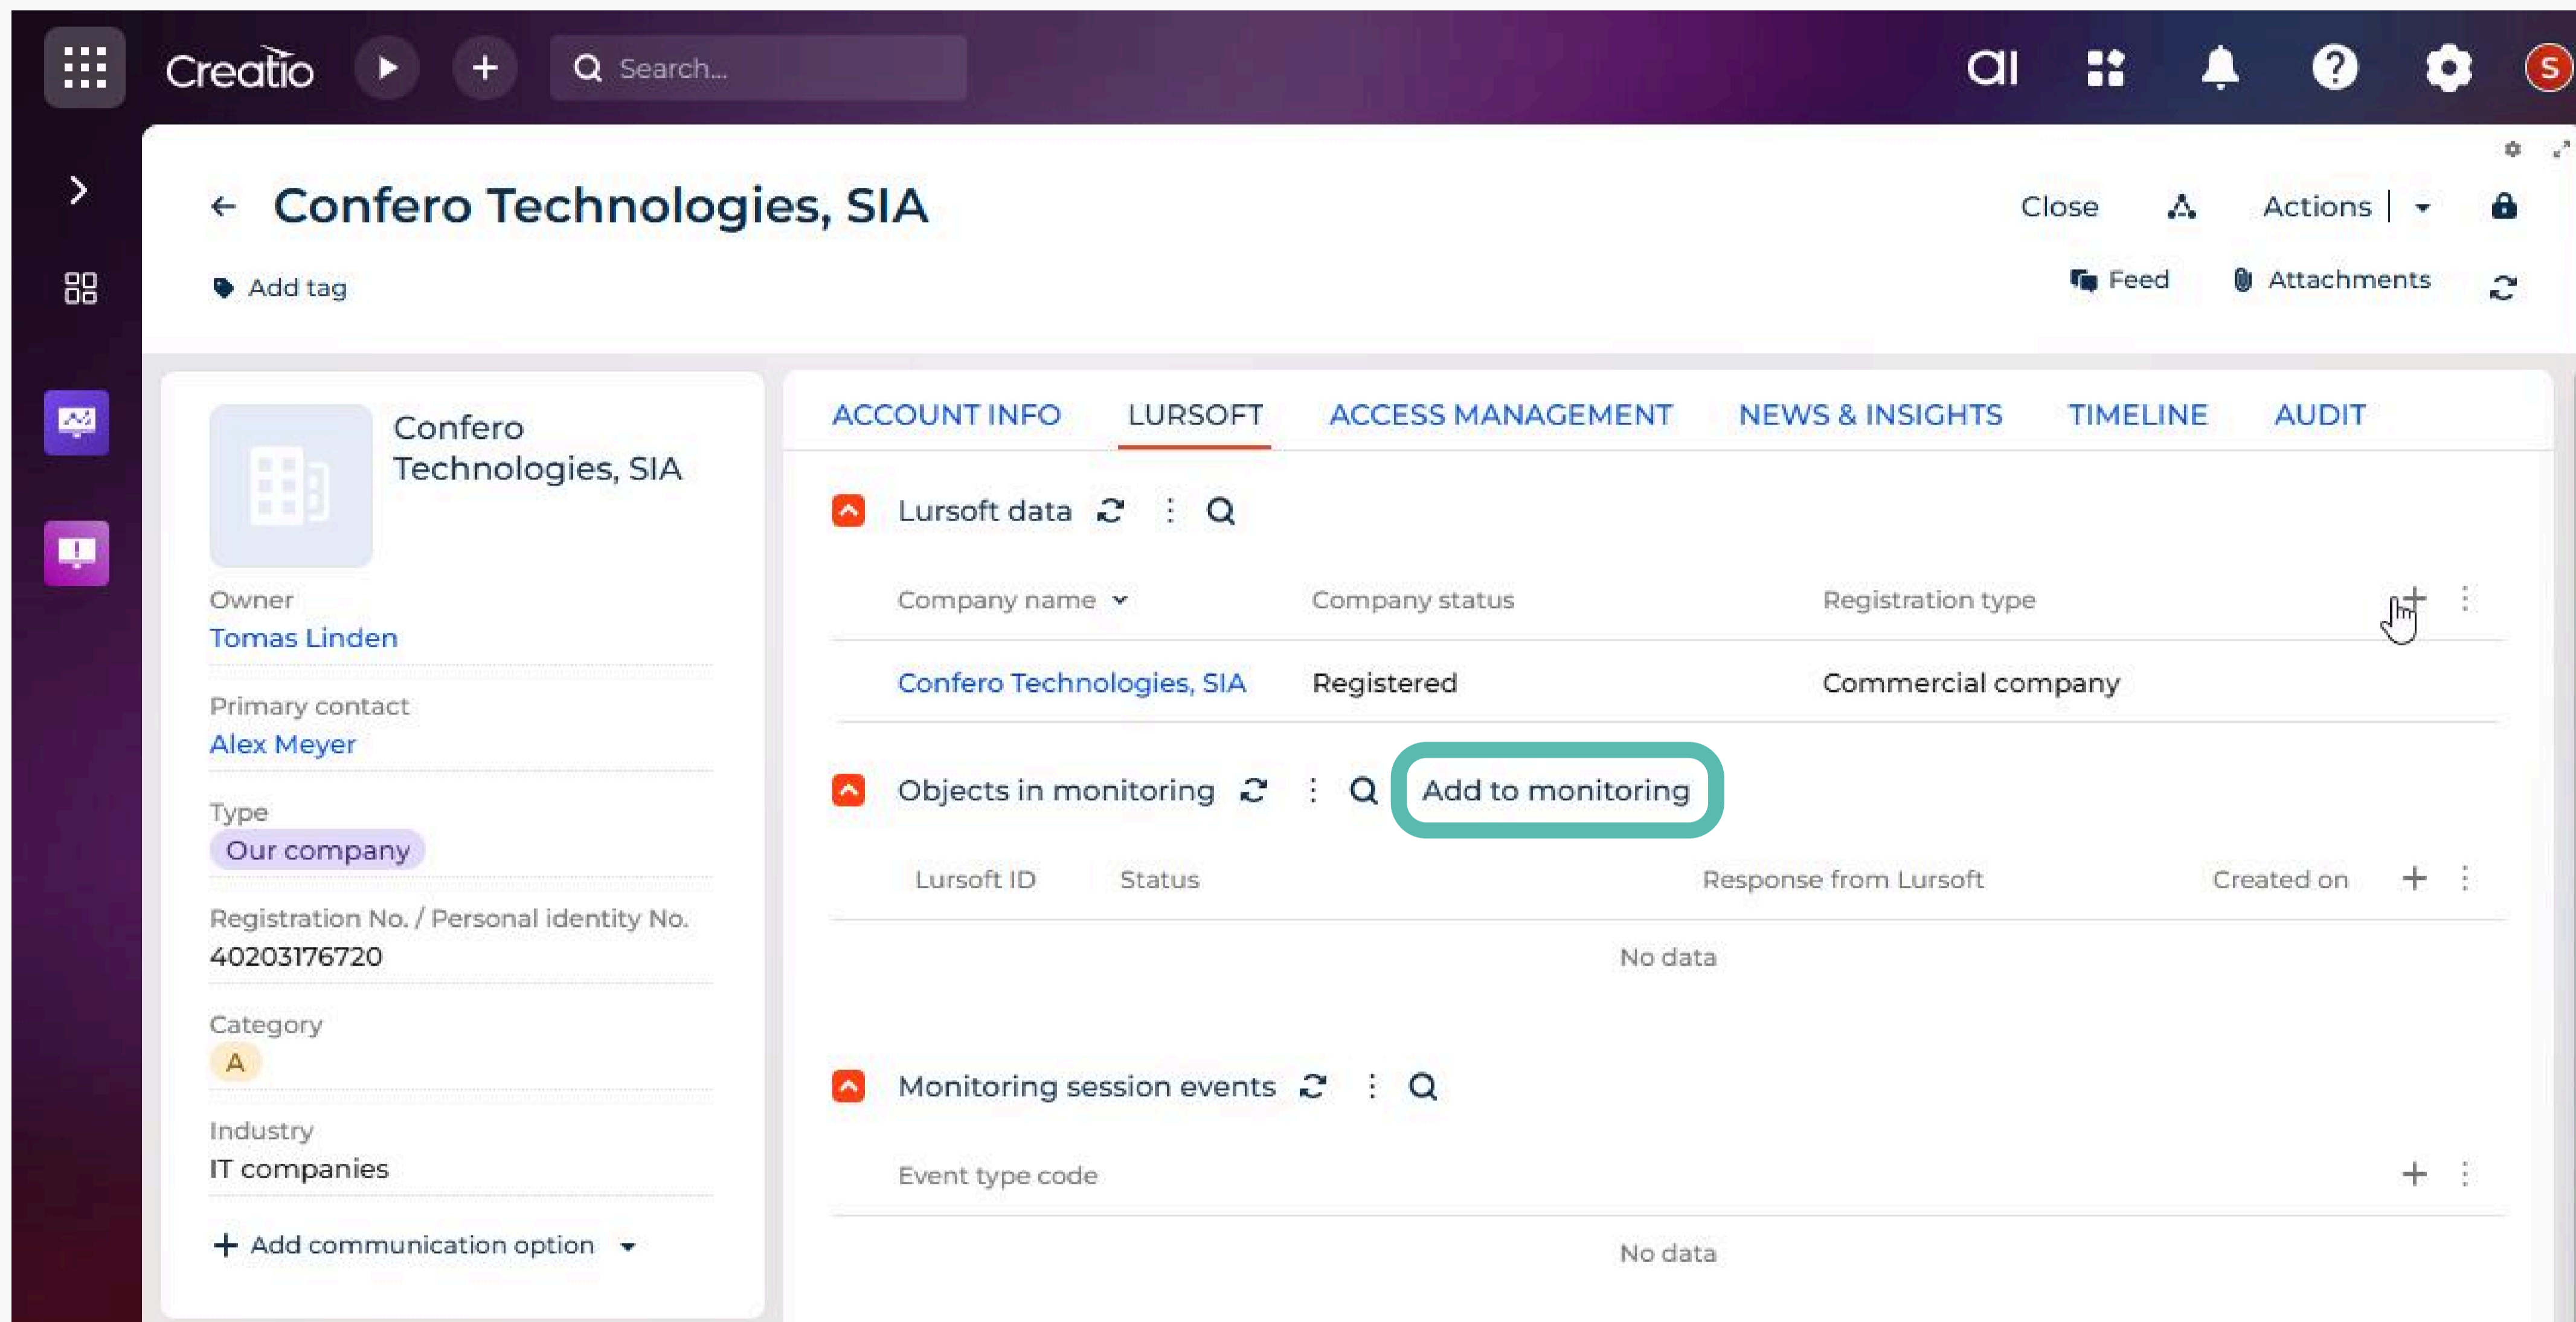 Creatio
Search...
ai
S
Confero Technologies, SIA
Close
Actions
Add tag
Feed
Attachments
Confero
Technologies, SIA
Owner
Tomas Linden
Primary contact
Alex Meyer
Type
Our company
Registration No. / Personal identity No.
40203176720
Category
A
Industry
IT companies
Add communication option
ACCOUNT INFO LURSOFT ACCESS MANAGEMENT NEWS & INSIGHTS TIMELINE AUDIT
Lursoft data
Company name Company status Registration type
Confero Technologies, SIA Registered Commercial company
Objects in monitoring Add to monitoring
Lursoft ID Status Response from Lursoft Created on
No data
Monitoring session events
Event type code
No data